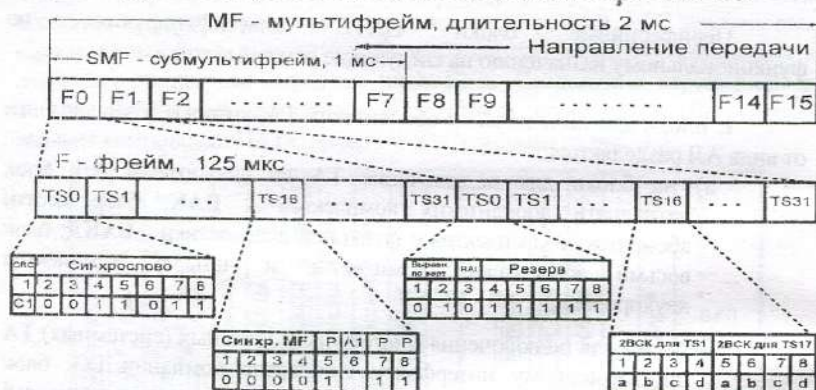 MF - мультифрейм, длительность 2 мс
Направление передачи
SMF - субмультифрейм, 1 мс
F0 F1 F2 . . . . . . . F7 F8 F9 . . . . . . . F14 F15
F - фрейм, 125 мкс
TS0 TS1 . . . . . TS18 TS31 TS0 TS1 . . . . . TS16 . . . . . TS31
CRC Синхрослово
1 2 3 4 5 6 7 8
C1 0 0 1 1 0 1 1
RAI Резерв
1 2 3 4 5 6 7 8
0 1 0 1 1 1 1 1
Синхр. MF P A1 P P
1 2 3 4 5 6 7 8
0 0 0 0 1 1 1
2ВСК для TS1 2ВСК для TS17
1 2 3 4 5 6 7 8
a b c d a b c d